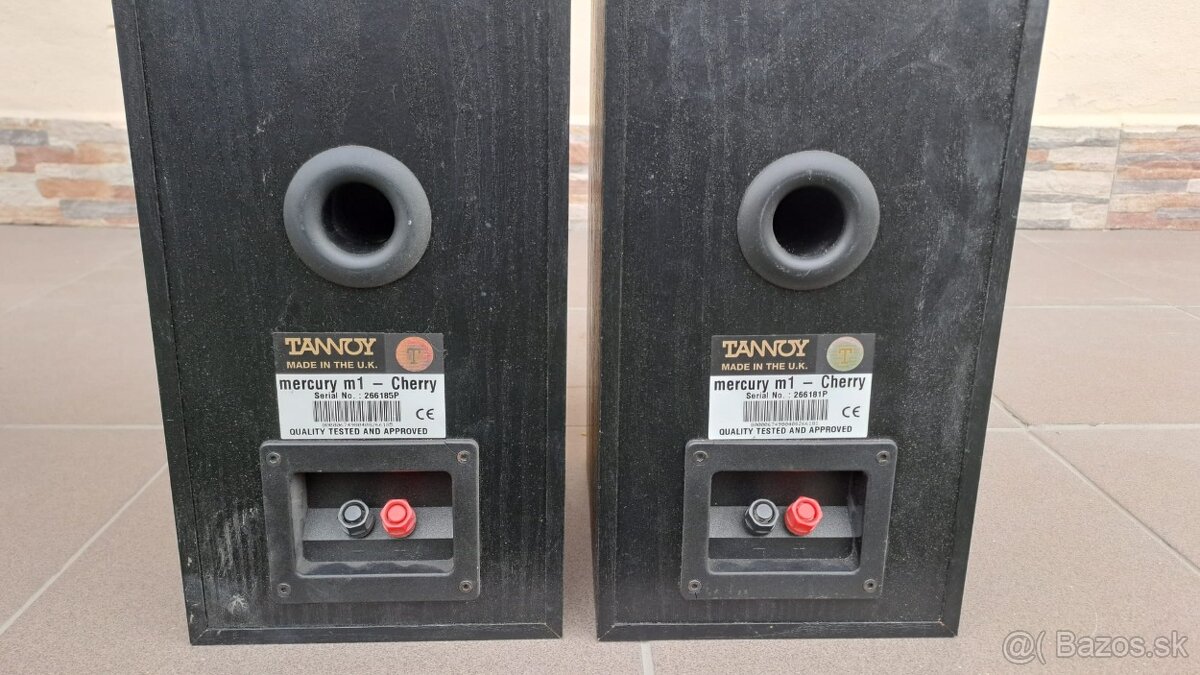 TANNOY
MADE IN THE U.K.
T
mercury m1 – Cherry
Serial No. : 266185P
CE
QUALITY TESTED AND APPROVED
TANNOY
MADE IN THE U.K.
T
mercury m1 – Cherry
Serial No. : 266181P
CE
QUALITY TESTED AND APPROVED
@( Bazos.sk